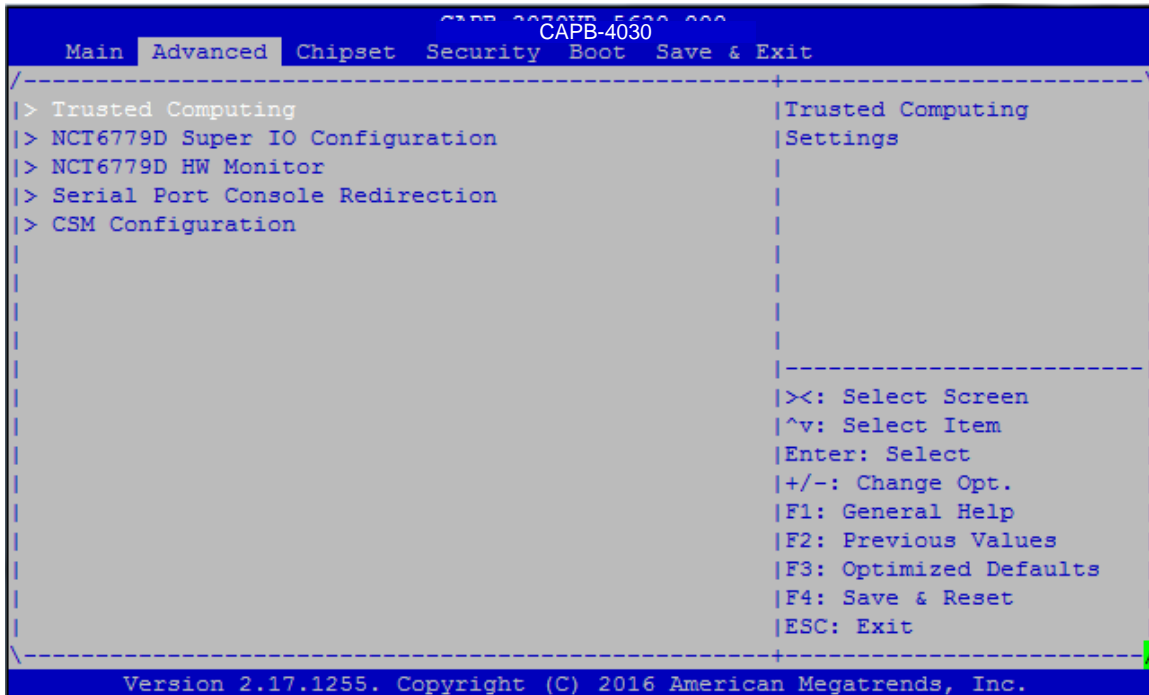 CAPB-4030
Main Advanced Chipset Security Boot Save & Exit
/----------------------------------------------------+-------------------------\
|> Trusted Computing |Trusted Computing
|> NCT6779D Super IO Configuration |Settings
|> NCT6779D HW Monitor |
|> Serial Port Console Redirection |
|> CSM Configuration |
| |
| |
| |
| |
| |-------------------------
| |><: Select Screen
| |^v: Select Item
| |Enter: Select
| |+/-: Change Opt.
| |F1: General Help
| |F2: Previous Values
| |F3: Optimized Defaults
| |F4: Save & Reset
| |ESC: Exit
\----------------------------------------------------+-------------------------/
Version 2.17.1255. Copyright (C) 2016 American Megatrends, Inc.